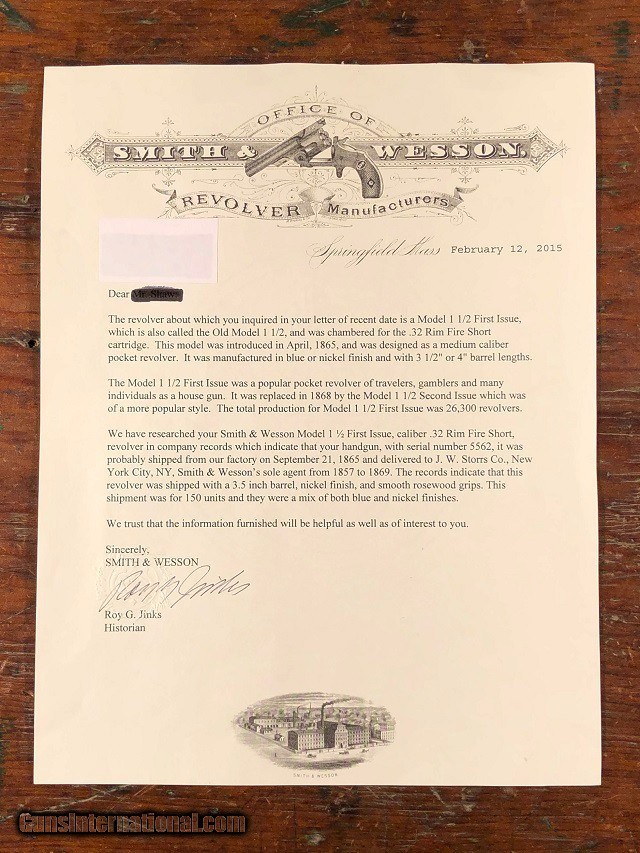 OFFICE OF
SMITH & WESSON.
REVOLVER Manufacturers.
Springfield Mass February 12, 2015
Dear
The revolver about which you inquired in your letter of recent date is a Model 1 1/2 First Issue,
which is also called the Old Model 1 1/2, and was chambered for the .32 Rim Fire Short
cartridge. This model was introduced in April, 1865, and was designed as a medium caliber
pocket revolver. It was manufactured in blue or nickel finish and with 3 1/2" or 4" barrel lengths.
The Model 1 1/2 First Issue was a popular pocket revolver of travelers, gamblers and many
individuals as a house gun. It was replaced in 1868 by the Model 1 1/2 Second Issue which was
of a more popular style. The total production for Model 1 1/2 First Issue was 26,300 revolvers.
We have researched your Smith & Wesson Model 1 ½ First Issue, caliber .32 Rim Fire Short,
revolver in company records which indicate that your handgun, with serial number 5562, it was
probably shipped from our factory on September 21, 1865 and delivered to J. W. Storrs Co., New
York City, NY, Smith & Wesson's sole agent from 1857 to 1869. The records indicate that this
revolver was shipped with a 3.5 inch barrel, nickel finish, and smooth rosewood grips. This
shipment was for 150 units and they were a mix of both blue and nickel finishes.
We trust that the information furnished will be helpful as well as of interest to you.
Sincerely,
SMITH & WESSON
Roy G. Jinks
Roy G. Jinks
Historian
SMITH & WESSON
GunsInternational.com